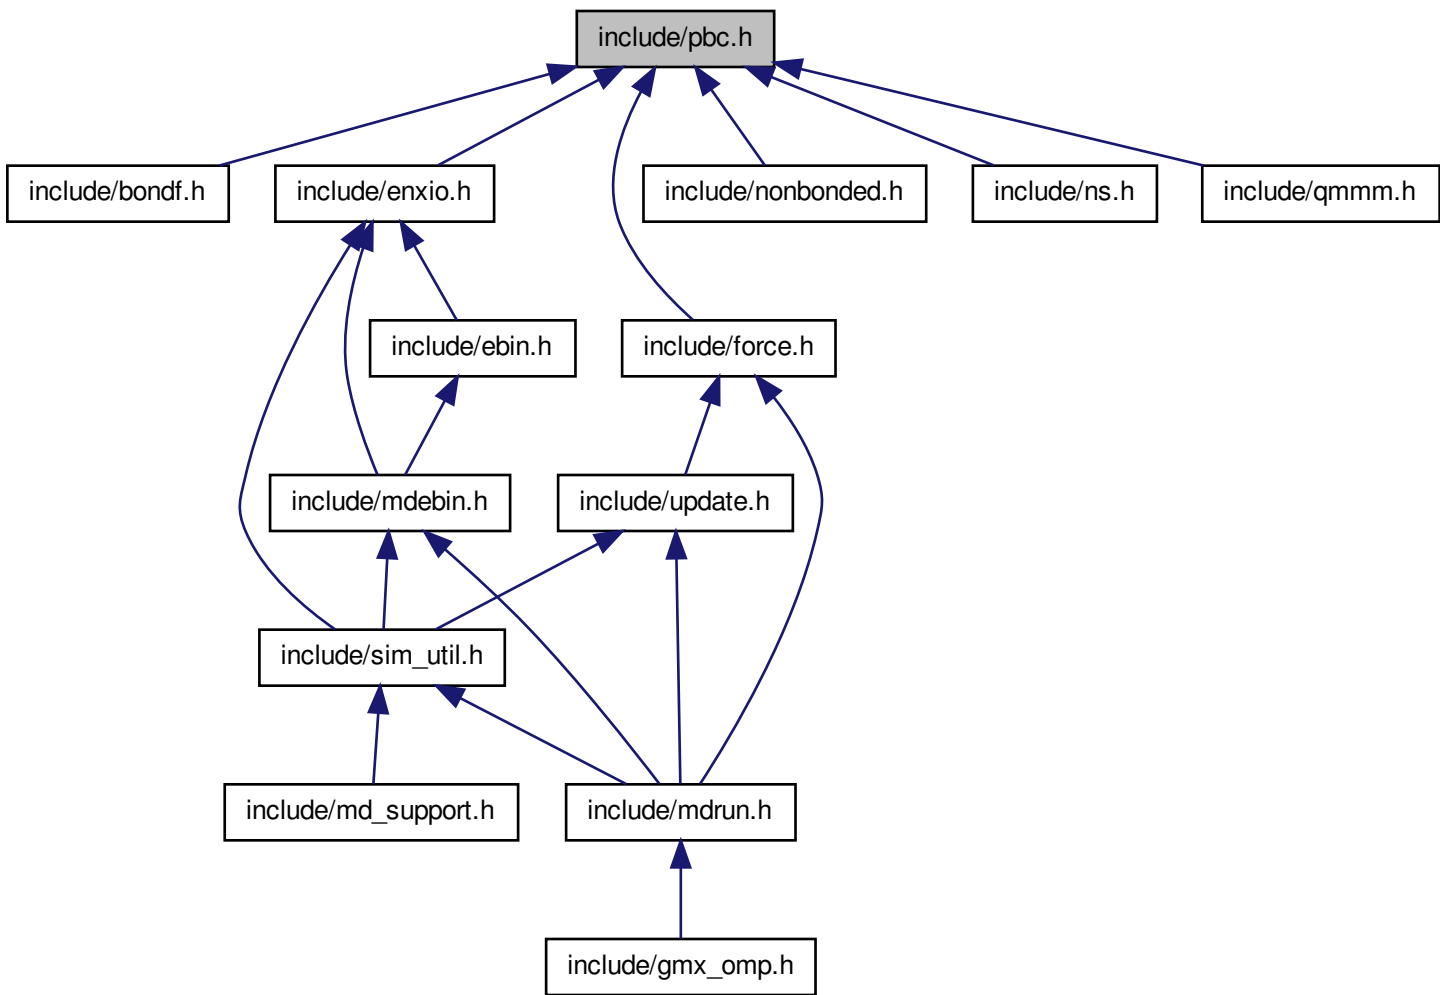 include/pbc.h
include/bondf.h
include/enxio.h
include/nonbonded.h
include/ns.h
include/qmmm.h
include/ebin.h
include/force.h
include/mdebin.h
include/update.h
include/sim_util.h
include/md_support.h
include/mdrun.h
include/gmx_omp.h